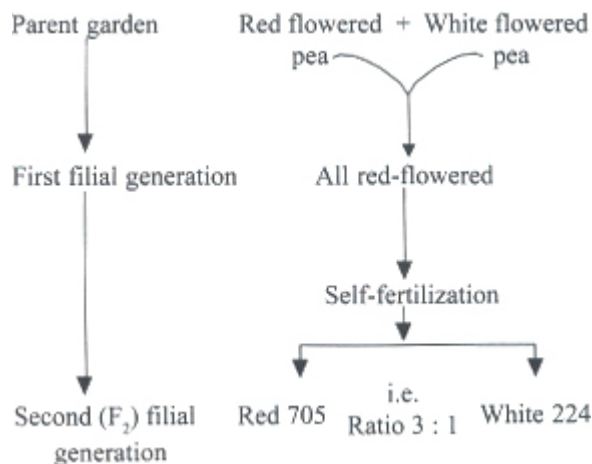 Parent garden
Red flowered + White flowered
pea pea
First filial generation
All red-flowered
Self-fertilization
Second (F₂) filial
generation
Red 705
i.e.
Ratio 3 : 1
White 224